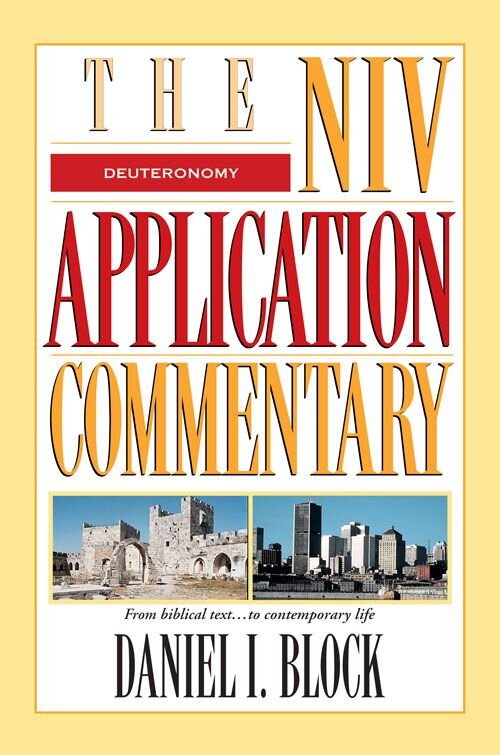 THE NIV
DEUTERONOMY
APPLICATION
COMMENTARY
From biblical text...to contemporary life
DANIEL I. BLOCK